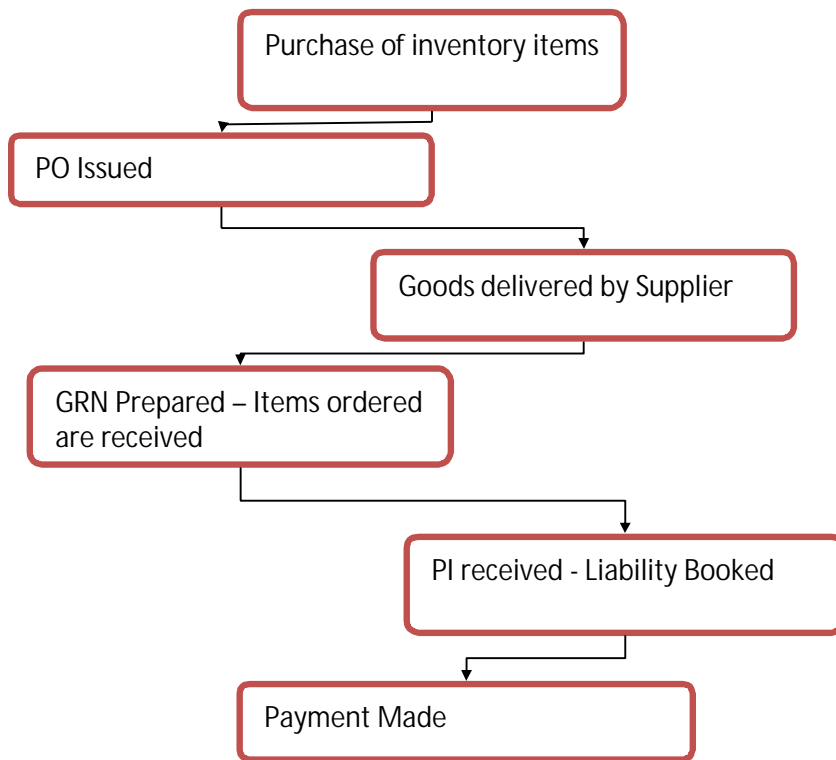 Purchase of inventory items
PO Issued
Goods delivered by Supplier
GRN Prepared – Items ordered
are received
PI received - Liability Booked
Payment Made